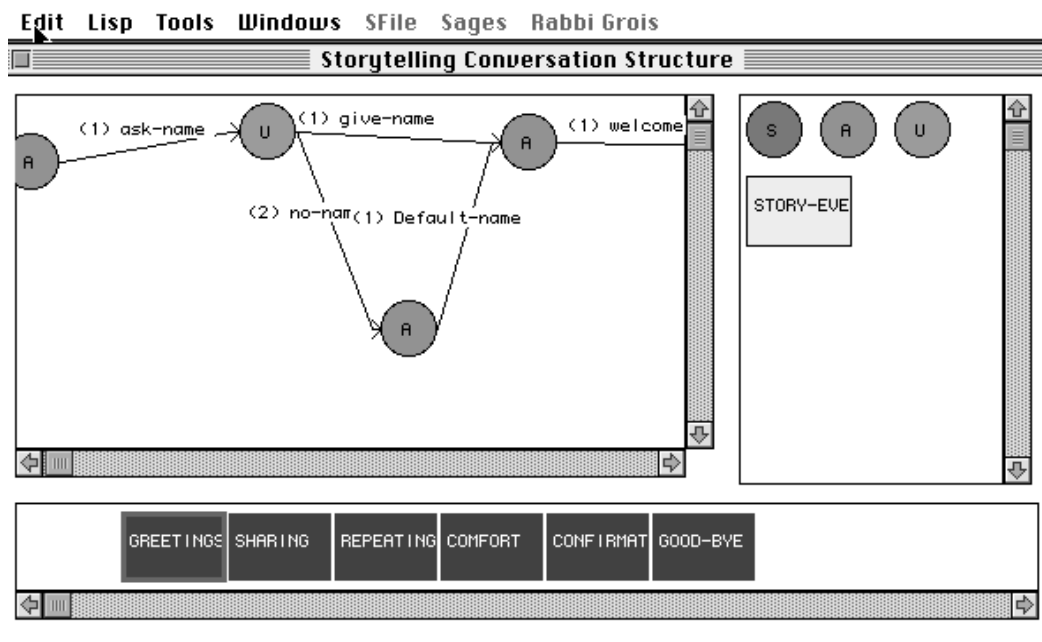 Edit Lisp Tools Windows SFile Sages Rabbi Grois
Storytelling Conversation Structure
(1) ask-name
U
(1) give-name
A
(1) welcome
A
(2) no-nam
(1) Default-name
A
S A U
STORY-EVE
GREETINGS SHARING REPEATING COMFORT CONFIRMAT GOOD-BYE